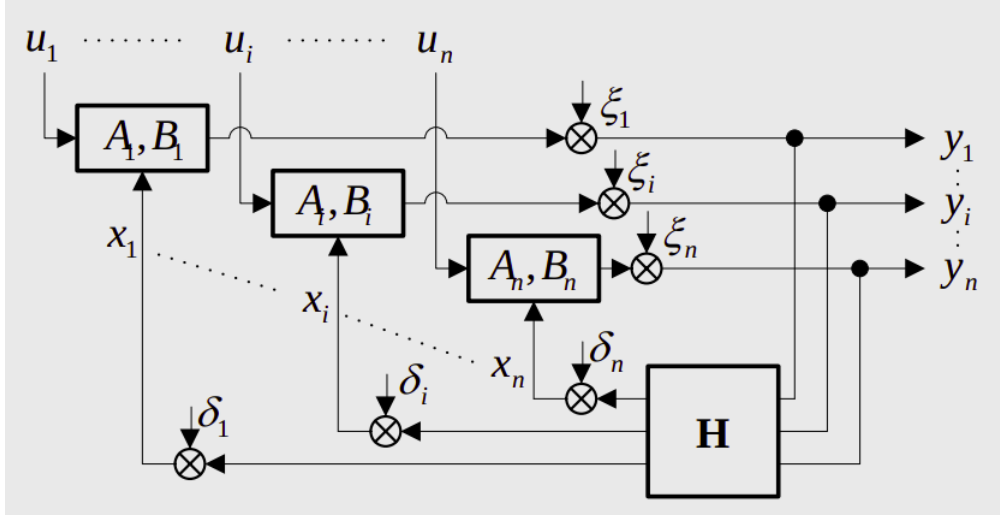 u₁ ········ uᵢ ········ uₙ
ξ₁
A₁,B₁ y₁
ξᵢ
Aᵢ,Bᵢ yᵢ
ξₙ
x₁ Aₙ,Bₙ yₙ
xᵢ
xₙ δₙ
δᵢ
δ₁ H